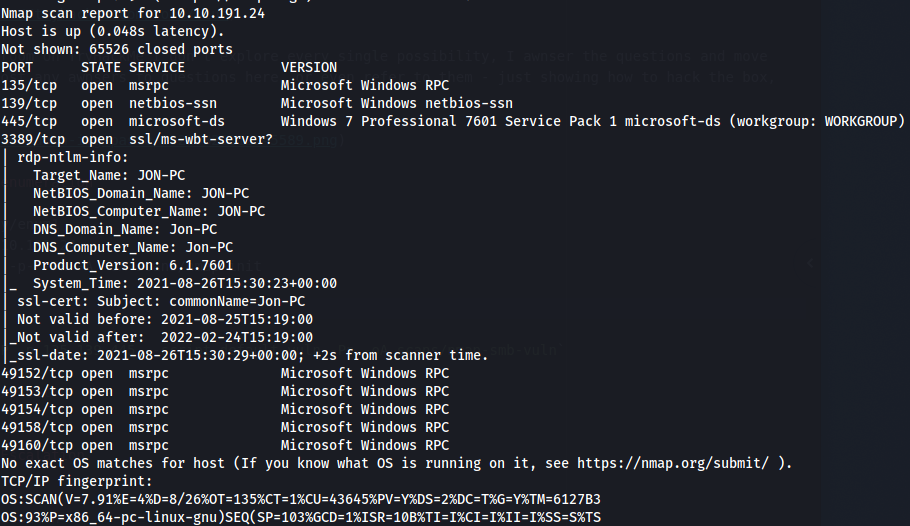 Nmap scan report for 10.10.191.24
Host is up (0.048s latency).
Not shown: 65526 closed ports
PORT      STATE SERVICE            VERSION
135/tcp   open  msrpc              Microsoft Windows RPC
139/tcp   open  netbios-ssn        Microsoft Windows netbios-ssn
445/tcp   open  microsoft-ds       Windows 7 Professional 7601 Service Pack 1 microsoft-ds (workgroup: WORKGROUP)
3389/tcp  open  ssl/ms-wbt-server?
| rdp-ntlm-info:
|   Target_Name: JON-PC
|   NetBIOS_Domain_Name: JON-PC
|   NetBIOS_Computer_Name: JON-PC
|   DNS_Domain_Name: Jon-PC
|   DNS_Computer_Name: Jon-PC
|   Product_Version: 6.1.7601
|_  System_Time: 2021-08-26T15:30:23+00:00
| ssl-cert: Subject: commonName=Jon-PC
| Not valid before: 2021-08-25T15:19:00
|_Not valid after:  2022-02-24T15:19:00
|_ssl-date: 2021-08-26T15:30:29+00:00; +2s from scanner time.
49152/tcp open  msrpc              Microsoft Windows RPC
49153/tcp open  msrpc              Microsoft Windows RPC
49154/tcp open  msrpc              Microsoft Windows RPC
49158/tcp open  msrpc              Microsoft Windows RPC
49160/tcp open  msrpc              Microsoft Windows RPC
No exact OS matches for host (If you know what OS is running on it, see https://nmap.org/submit/ ).
TCP/IP fingerprint:
OS:SCAN(V=7.91%E=4%D=8/26%OT=135%CT=1%CU=43645%PV=Y%DS=2%DC=T%G=Y%TM=6127B3
OS:93%P=x86_64-pc-linux-gnu)SEQ(SP=103%GCD=1%ISR=10B%TI=I%CI=I%II=I%SS=S%TS